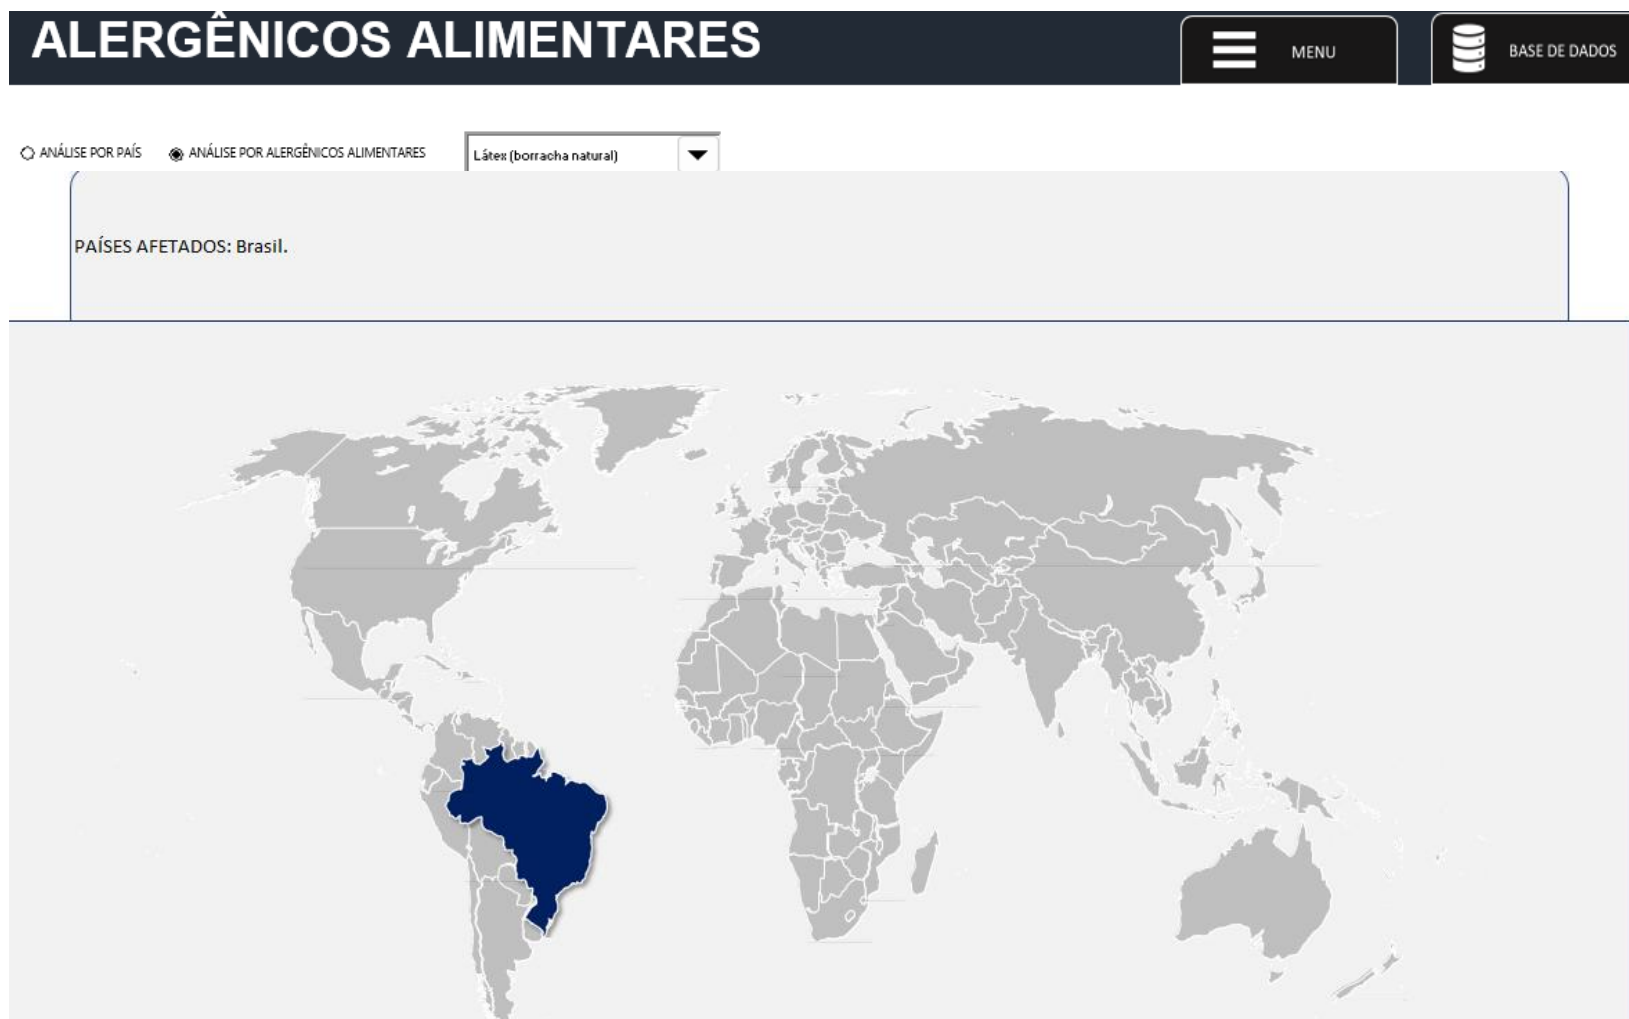 ALERGÊNICOS ALIMENTARES
MENU
BASE DE DADOS
ANÁLISE POR PAÍS
ANÁLISE POR ALERGÊNICOS ALIMENTARES
Látex (borracha natural)
PAÍSES AFETADOS: Brasil.